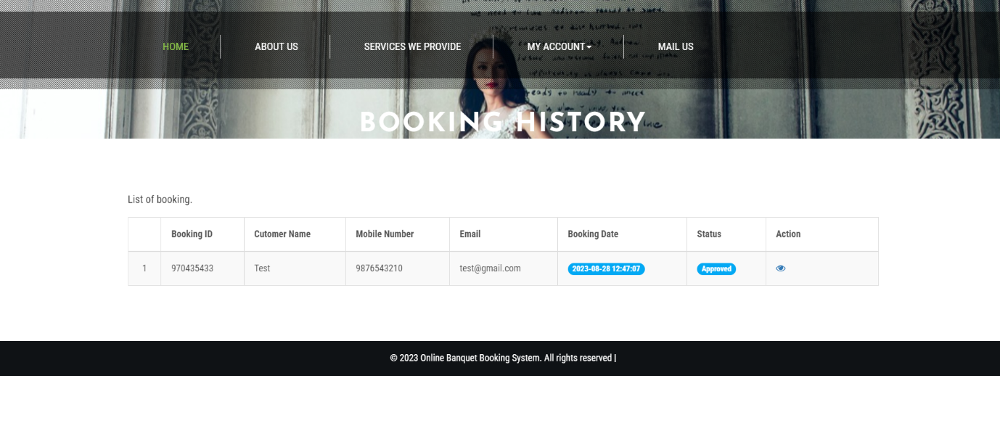 HOME ABOUT US SERVICES WE PROVIDE MY ACCOUNT MAIL US
BOOKING HISTORY
List of booking.
Booking ID Cutomer Name Mobile Number Email Booking Date Status Action
1 970435433 Test 9876543210 test@gmail.com 2023-08-28 12:47:07 Approved
© 2023 Online Banquet Booking System. All rights reserved |